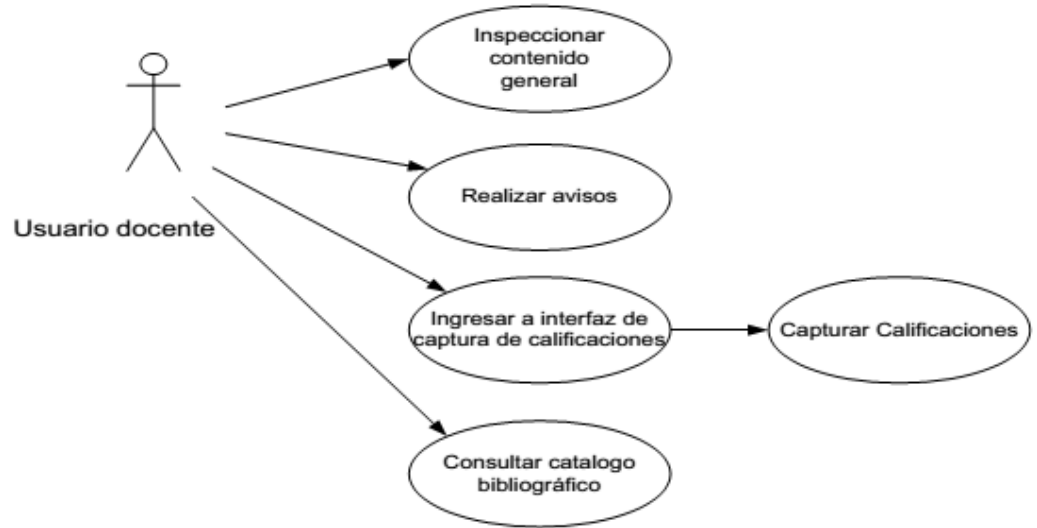 Inspeccionar
contenido
general
Realizar avisos
Usuario docente
Ingresar a interfaz de
captura de calificaciones
Capturar Calificaciones
Consultar catalogo
bibliográfico